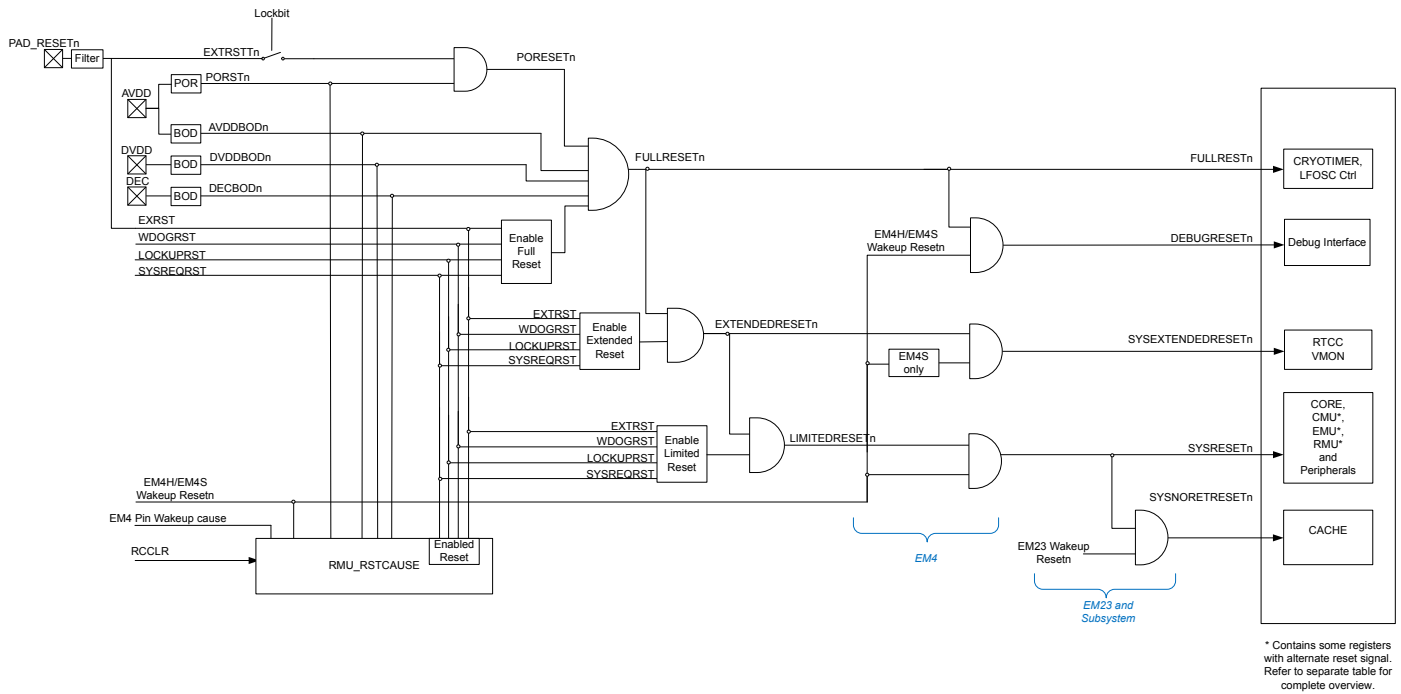 Lockbit
PAD_RESETn
Filter
EXTRSTTn
PORESETn
POR
PORSTn
AVDD
BOD
AVDDBODn
DVDD
BOD
DVDDBODn
DEC
BOD
DECBODn
FULLRESETn
FULLRESTn
CRYOTIMER,
LFOSC Ctrl
EXRST
WDOGRST
LOCKUPRST
SYSREQRST
Enable
Full
Reset
EM4H/EM4S
Wakeup Resetn
DEBUGRESETn
Debug Interface
EXTRST
WDOGRST
LOCKUPRST
SYSREQRST
Enable
Extended
Reset
EXTENDEDRESETn
EM4S
only
SYSEXTENDEDRESETn
RTCC
VMON
EXTRST
WDOGRST
LOCKUPRST
SYSREQRST
Enable
Limited
Reset
LIMITEDRESETn
SYSRESETn
CORE,
CMU*,
EMU*,
RMU*
and
Peripherals
EM4H/EM4S
Wakeup Resetn
EM4 Pin Wakeup cause
RCCLR
RMU_RSTCAUSE
Enabled
Reset
EM4
SYSNORETRESETn
EM23 Wakeup
Resetn
CACHE
EM23 and
Subsystem
* Contains some registers
with alternate reset signal.
Refer to separate table for
complete overview.